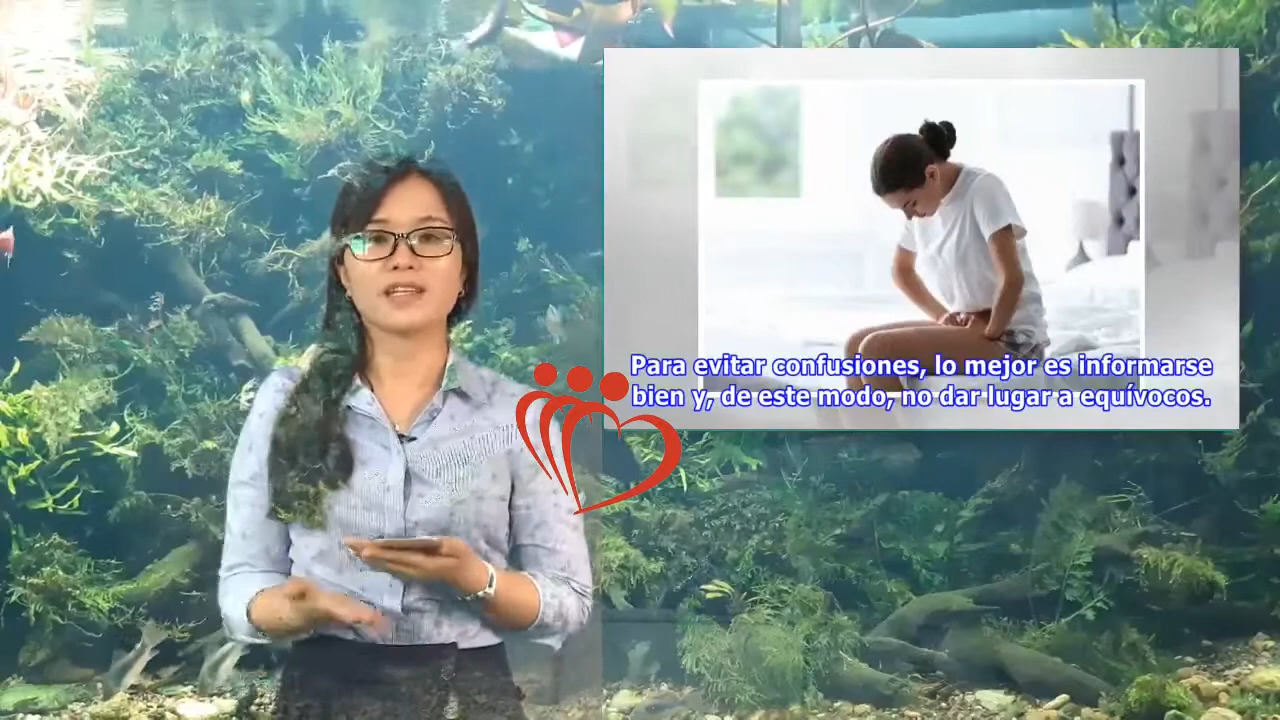 Para evitar confusiones, lo mejor es informarse
bien y, de este modo, no dar lugar a equívocos.